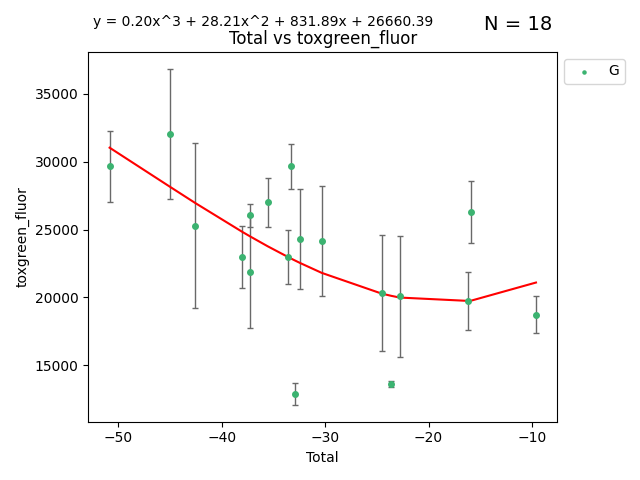 y = 0.20x^3 + 28.21x^2 + 831.89x + 26660.39
N = 18
Total vs toxgreen_fluor
G
toxgreen_fluor
35000
30000
25000
20000
15000
−50
−40
−30
−20
−10
Total